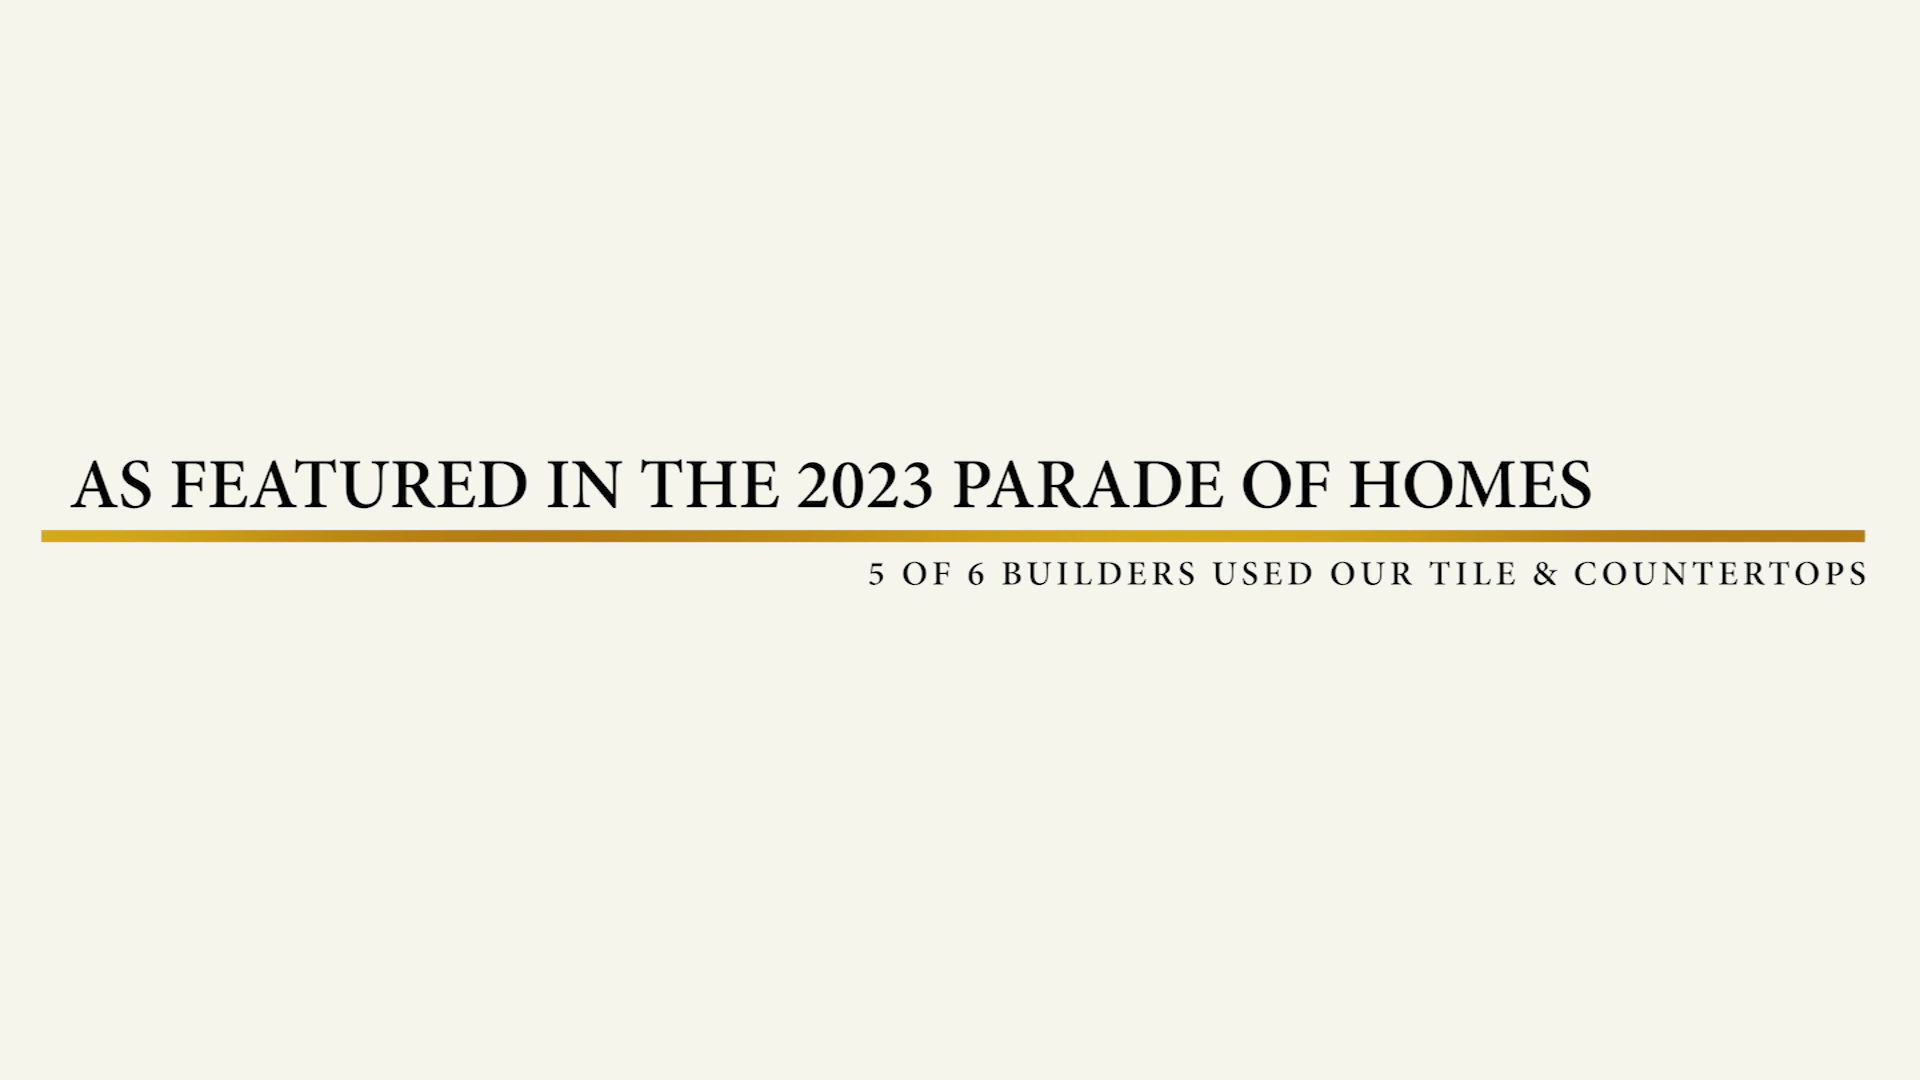 AS FEATURED IN THE 2023 PARADE OF HOMES
5 OF 6 BUILDERS USED OUR TILE & COUNTERTOPS